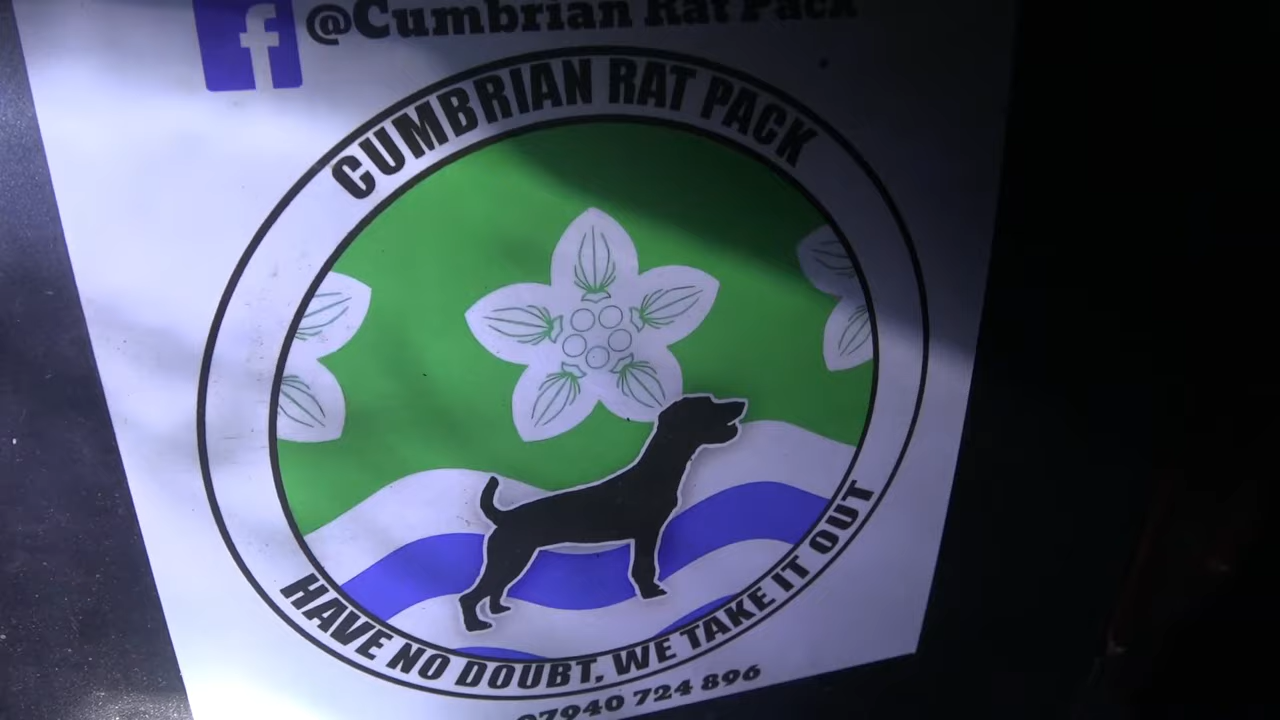 @Cumbrian Rat Pack
CUMBRIAN RAT PACK
HAVE NO DOUBT, WE TAKE IT OUT
07940 724 896